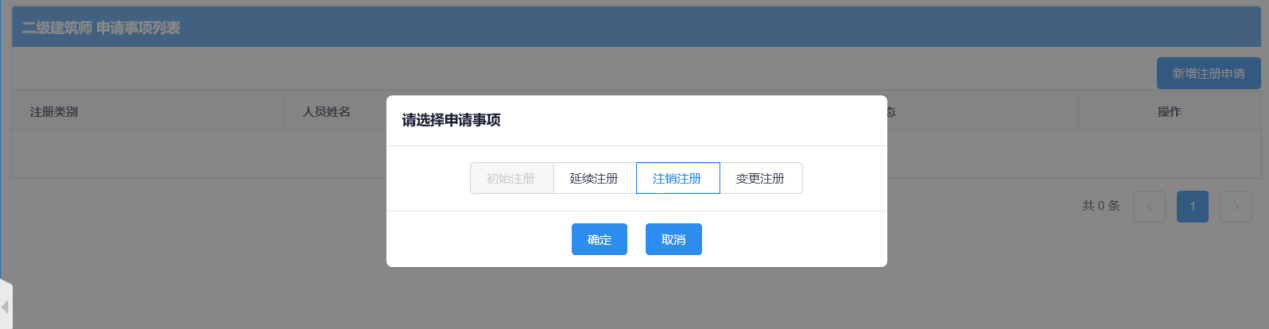 二级建筑师 申请事项列表
新增注册申请
注册类别 人员姓名 态 操作
请选择申请事项
初始注册 延续注册 注销注册 变更注册
共 0 条 < 1 >
确定 取消